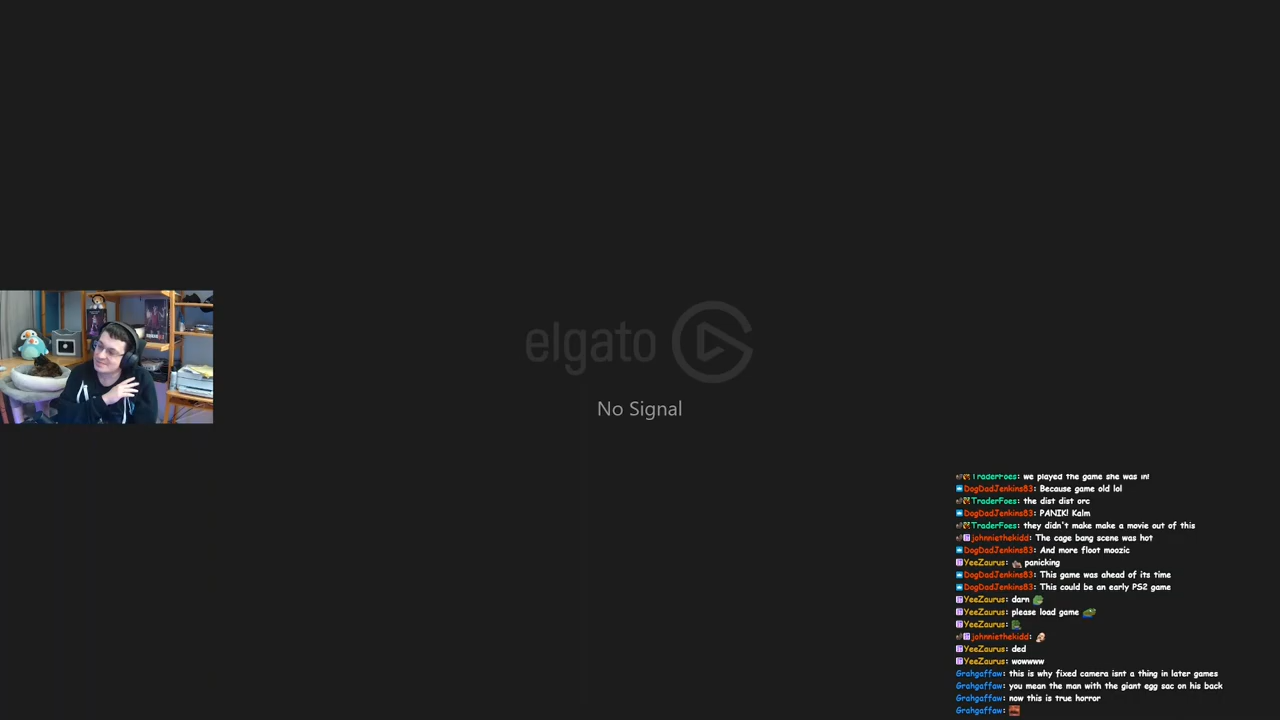 elgato
No Signal
TraderFoes: we played the game she was in!
DogDadJenkins83: Because game old lol
TraderFoes: the dist dist orc
DogDadJenkins83: PANIK! Kalm
TraderFoes: they didn't make make a movie out of this
johnniethekidd: The cage bang scene was hot
DogDadJenkins83: And more floot moozic
YeeZaurus: panicking
DogDadJenkins83: This game was ahead of its time
DogDadJenkins83: This could be an early PS2 game
YeeZaurus: darn
YeeZaurus: please load game
YeeZaurus:
johnniethekidd:
YeeZaurus: ded
YeeZaurus: wowwww
Grahgaffaw: this is why fixed camera isnt a thing in later games
Grahgaffaw: you mean the man with the giant egg sac on his back
Grahgaffaw: now this is true horror
Grahgaffaw: